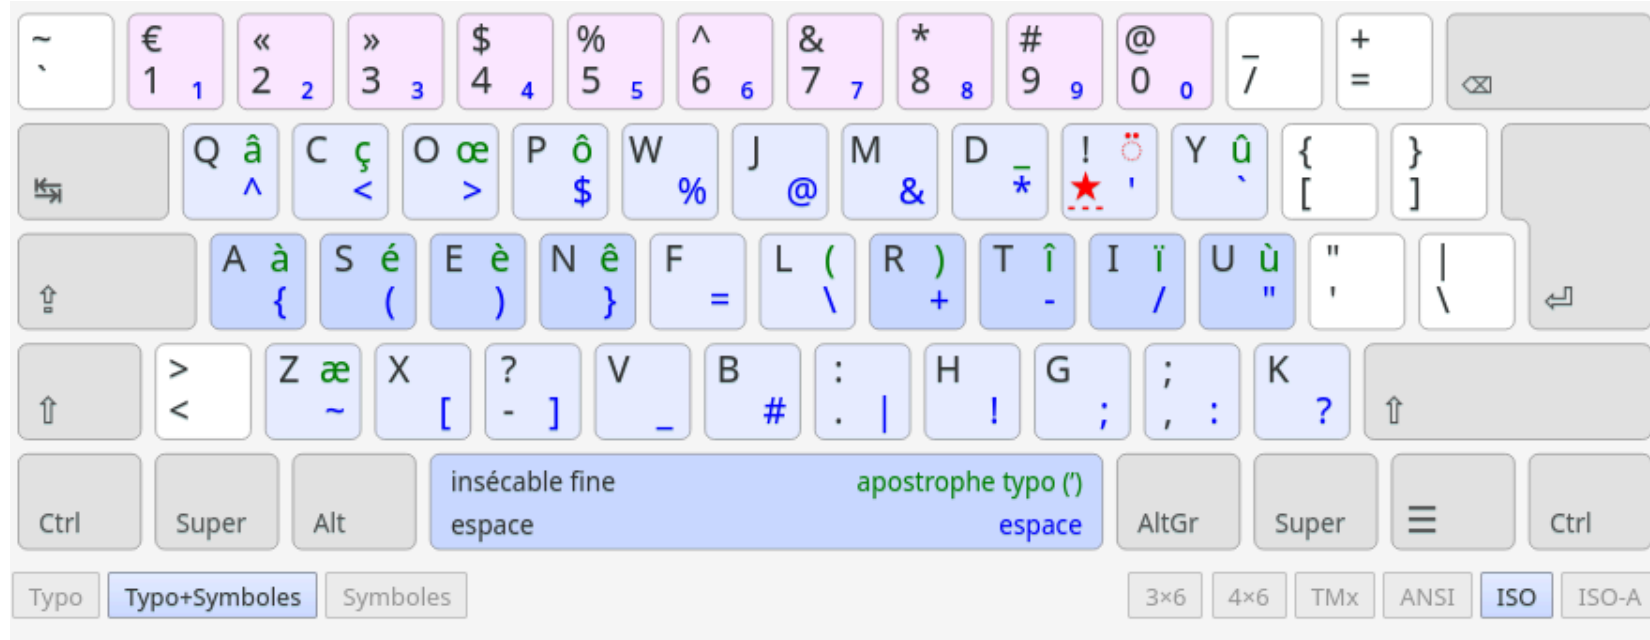 ~ € « » $ % ^ & * # @ _ +
` 1 1 2 2 3 3 4 4 5 5 6 6 7 7 8 8 9 9 0 0 / = ⌫
Q â C ç O œ P ô W J M D _ ! ö Y û { }
↹ ^ < > $ % @ & * ★ ' ` [ ]
A à S é E è N ê F L ( R ) T î I ï U ù " |
⇪ { ( ) } = \ + - / " ' \ ⏎
> Z æ X ? V B : H G ; K
⇧ < ~ [ - ] _ # . | ! ; , : ? ⇧
insécable fine apostrophe typo (’)
Ctrl Super Alt espace espace AltGr Super ☰ Ctrl
Typo Typo+Symboles Symboles 3×6 4×6 TMx ANSI ISO ISO-A